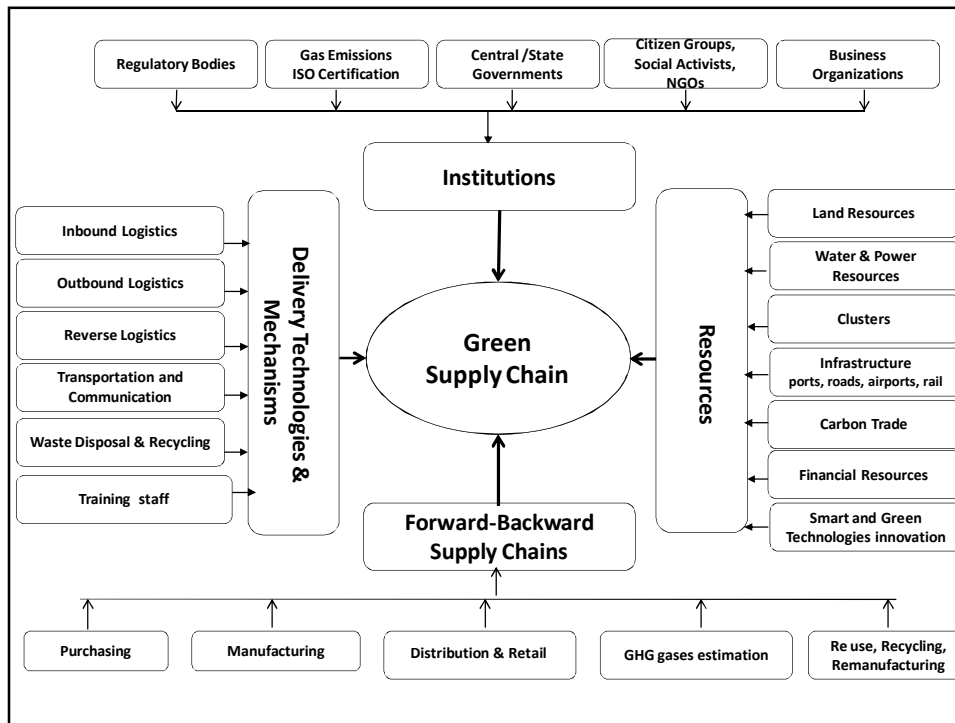 Regulatory Bodies
Gas Emissions
ISO Certification
Central /State
Governments
Citizen Groups,
Social Activists,
NGOs
Business
Organizations
Institutions
Inbound Logistics
Outbound Logistics
Reverse Logistics
Transportation and
Communication
Waste Disposal & Recycling
Training staff
Delivery Technologies &
Mechanisms
Green
Supply Chain
Resources
Land Resources
Water & Power
Resources
Clusters
Infrastructure
ports, roads, airports, rail
Carbon Trade
Financial Resources
Smart and Green
Technologies innovation
Forward-Backward
Supply Chains
Purchasing
Manufacturing
Distribution & Retail
GHG gases estimation
Re use, Recycling,
Remanufacturing